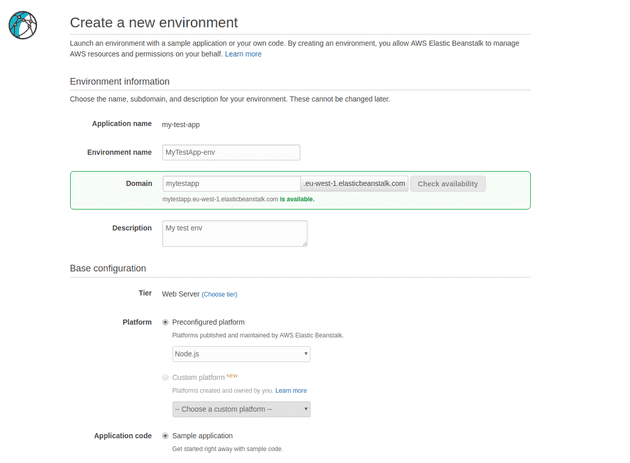 Create a new environment
Launch an environment with a sample application or your own code. By creating an environment, you allow AWS Elastic Beanstalk to manage
AWS resources and permissions on your behalf. Learn more
Environment information
Choose the name, subdomain, and description for your environment. These cannot be changed later.
Application name my-test-app
Environment name MyTestApp-env
Domain mytestapp .eu-west-1.elasticbeanstalk.com Check availability
mytestapp.eu-west-1.elasticbeanstalk.com is available.
Description My test env
Base configuration
Tier Web Server (Choose tier)
Platform Preconfigured platform
Platforms published and maintained by AWS Elastic Beanstalk.
Node.js
Custom platform NEW
Platforms created and owned by you. Learn more
-- Choose a custom platform --
Application code Sample application
Get started right away with sample code.